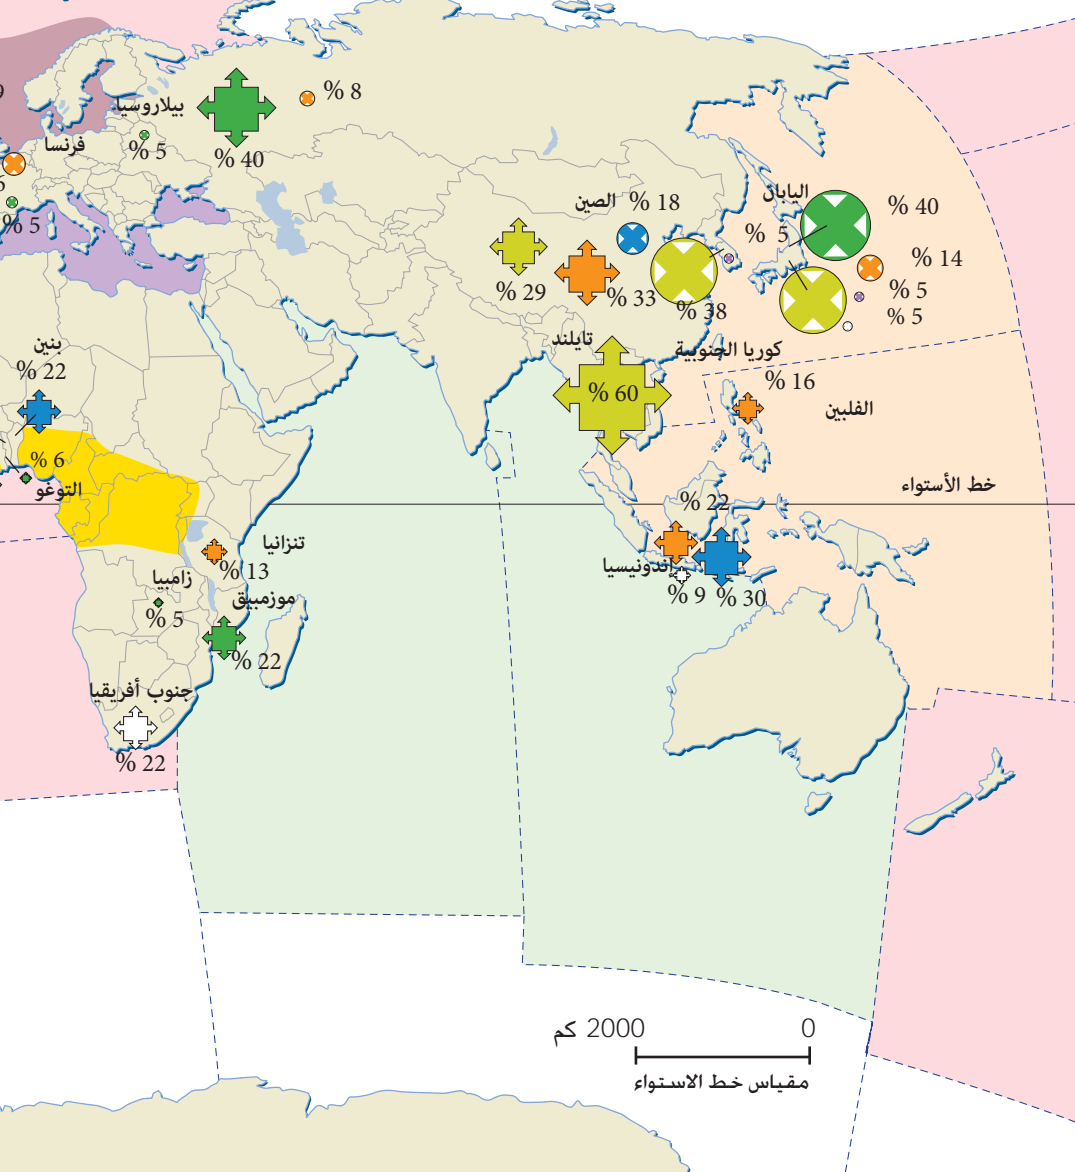 % 8
بيلاروسيا
% 5
% 40
فرنسا
% 5
الصين
% 18
اليابان
% 40
% 5
% 14
% 5
% 5
% 29
% 33
% 38
تايلند
كوريا الجنوبية
% 60
% 16
الفلبين
بنين
% 22
% 6
التوغو
خط الأستواء
% 22
تنزانيا
% 13
اندونيسيا
% 9
% 30
زامبيا
% 5
موزمبيق
% 22
جنوب أفريقيا
% 22
0
2000 كم
مقياس خط الاستواء